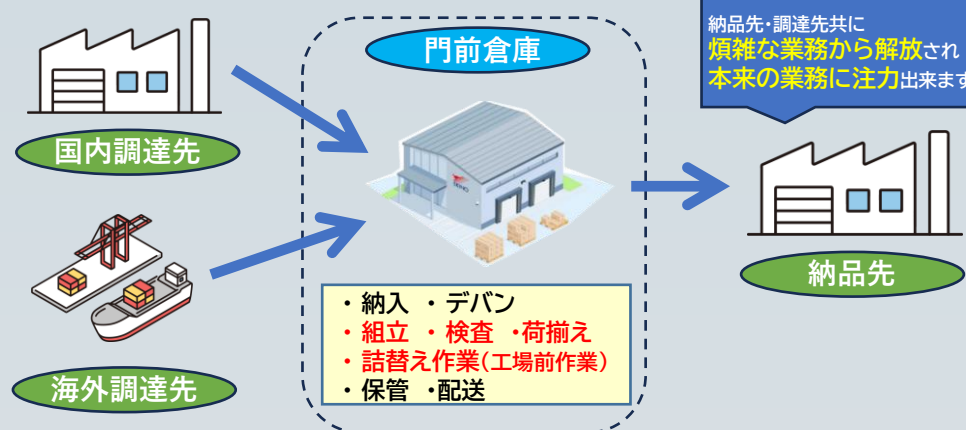 納品先・調達先共に
煩雑な業務から解放され
本来の業務に注力出来ます
門前倉庫
国内調達先
海外調達先
・納入 ・デバン
・組立 ・検査 ・荷揃え
・詰替え作業(工場前作業)
・保管 ・配送
納品先